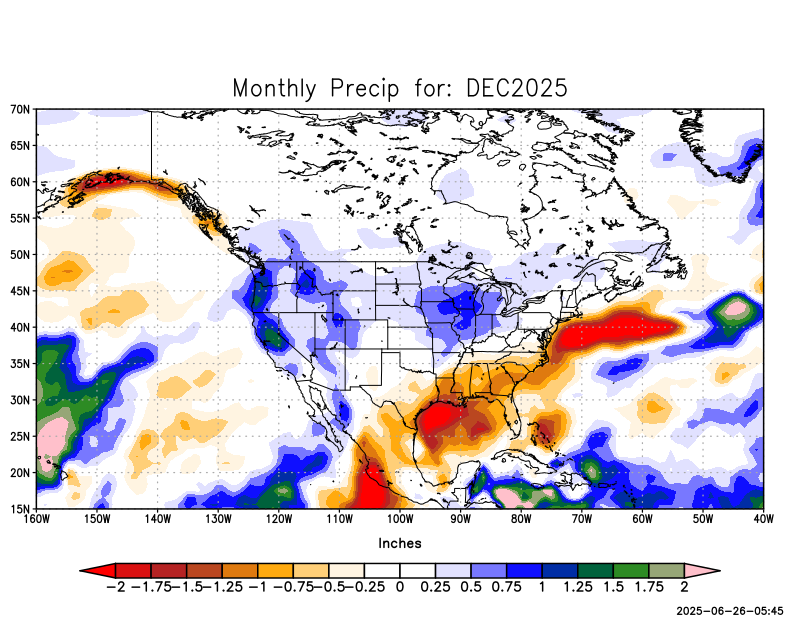 Monthly Precip for: DEC2025
70N
65N
60N
55N
50N
45N
40N
35N
30N
25N
20N
15N
160W 150W 140W 130W 120W 110W 100W 90W 80W 70W 60W 50W 40W
Inches
-2 -1.75 -1.5 -1.25 -1 -0.75 -0.5 -0.25 0 0.25 0.5 0.75 1 1.25 1.5 1.75 2
2025-06-26-05:45